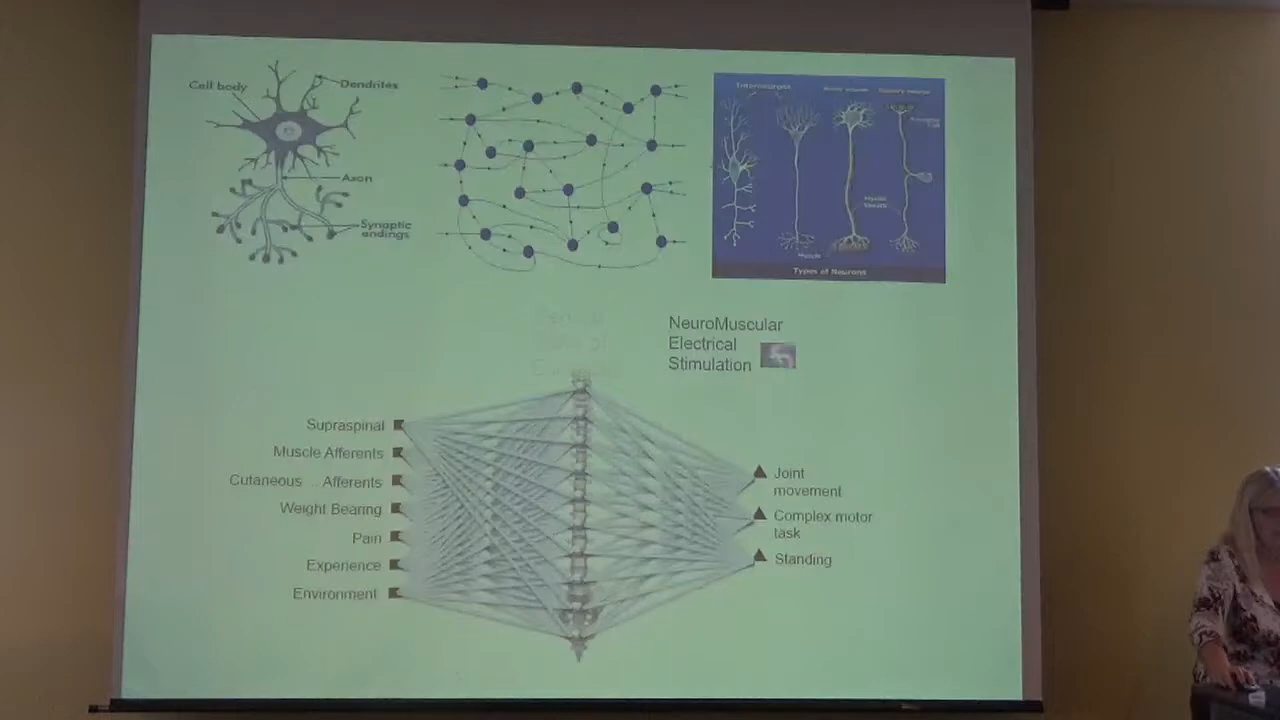 Cell body
Dendrites
Axon
Synaptic
endings
Interneurons
Types of Neurons
NeuroMuscular
Electrical
Stimulation
Supraspinal
Muscle Afferents
Cutaneous Afferents
Weight Bearing
Pain
Experience
Environment
Joint
movement
Complex motor
task
Standing